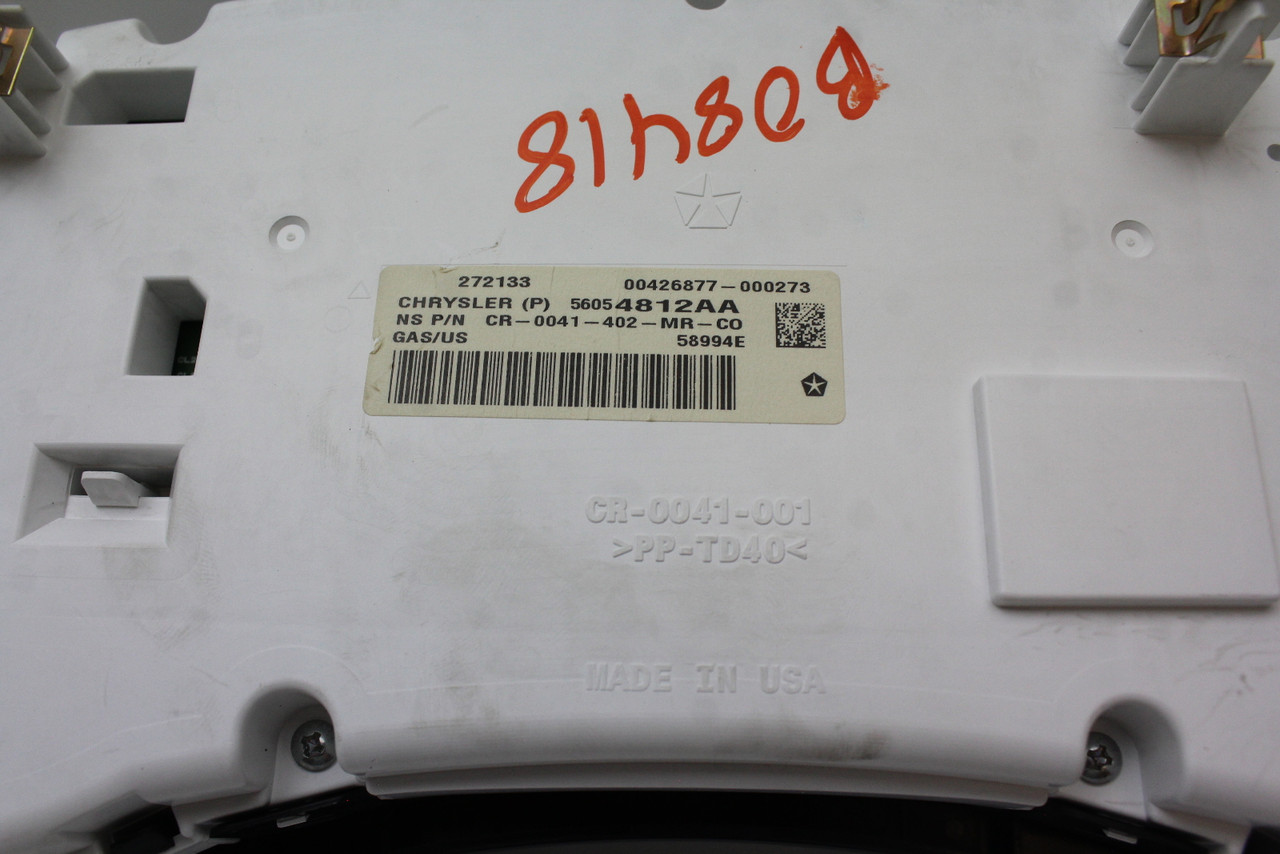 B08418
272133 00426877-000273
CHRYSLER (P) 56054812AA
NS P/N CR-0041-402-MR-CO
GAS/US 58994E
CR-0041-001
>PP-TD40<
MADE IN USA